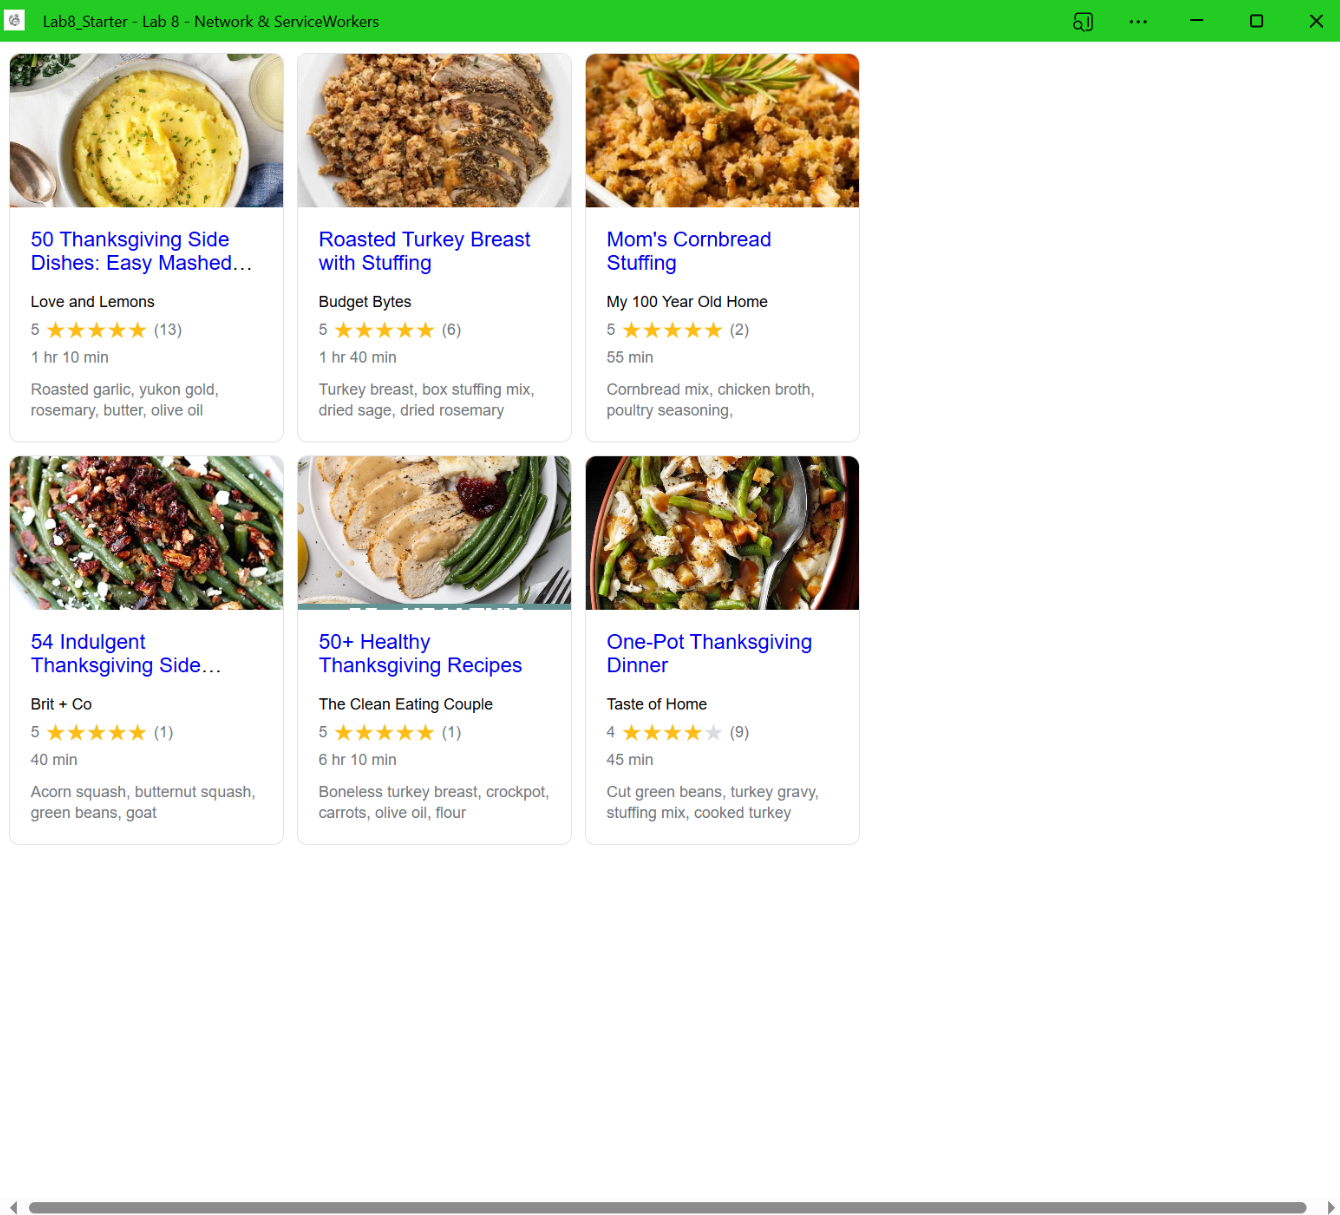 Lab8_Starter - Lab 8 - Network & ServiceWorkers
50 Thanksgiving Side
Dishes: Easy Mashed...
Love and Lemons
5 (13)
1 hr 10 min
Roasted garlic, yukon gold,
rosemary, butter, olive oil
Roasted Turkey Breast
with Stuffing
Budget Bytes
5 (6)
1 hr 40 min
Turkey breast, box stuffing mix,
dried sage, dried rosemary
Mom's Cornbread
Stuffing
My 100 Year Old Home
5 (2)
55 min
Cornbread mix, chicken broth,
poultry seasoning,
54 Indulgent
Thanksgiving Side...
Brit + Co
5 (1)
40 min
Acorn squash, butternut squash,
green beans, goat
50+ Healthy
Thanksgiving Recipes
The Clean Eating Couple
5 (1)
6 hr 10 min
Boneless turkey breast, crockpot,
carrots, olive oil, flour
One-Pot Thanksgiving
Dinner
Taste of Home
4 (9)
45 min
Cut green beans, turkey gravy,
stuffing mix, cooked turkey